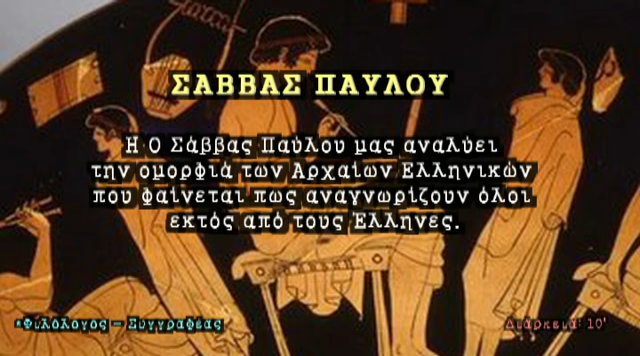 ΣΑΒΒΑΣ ΠΑΥΛΟΥ
Η Ο Σάββας Παύλου μας αναλύει
την ομορφιά των Αρχαίων Ελληνικών
που φαίνεται πως αναγνωρίζουν όλοι
εκτός από τους Έλληνες.
*Φιλόλογος – Συγγραφέας
Διάρκεια: 10'